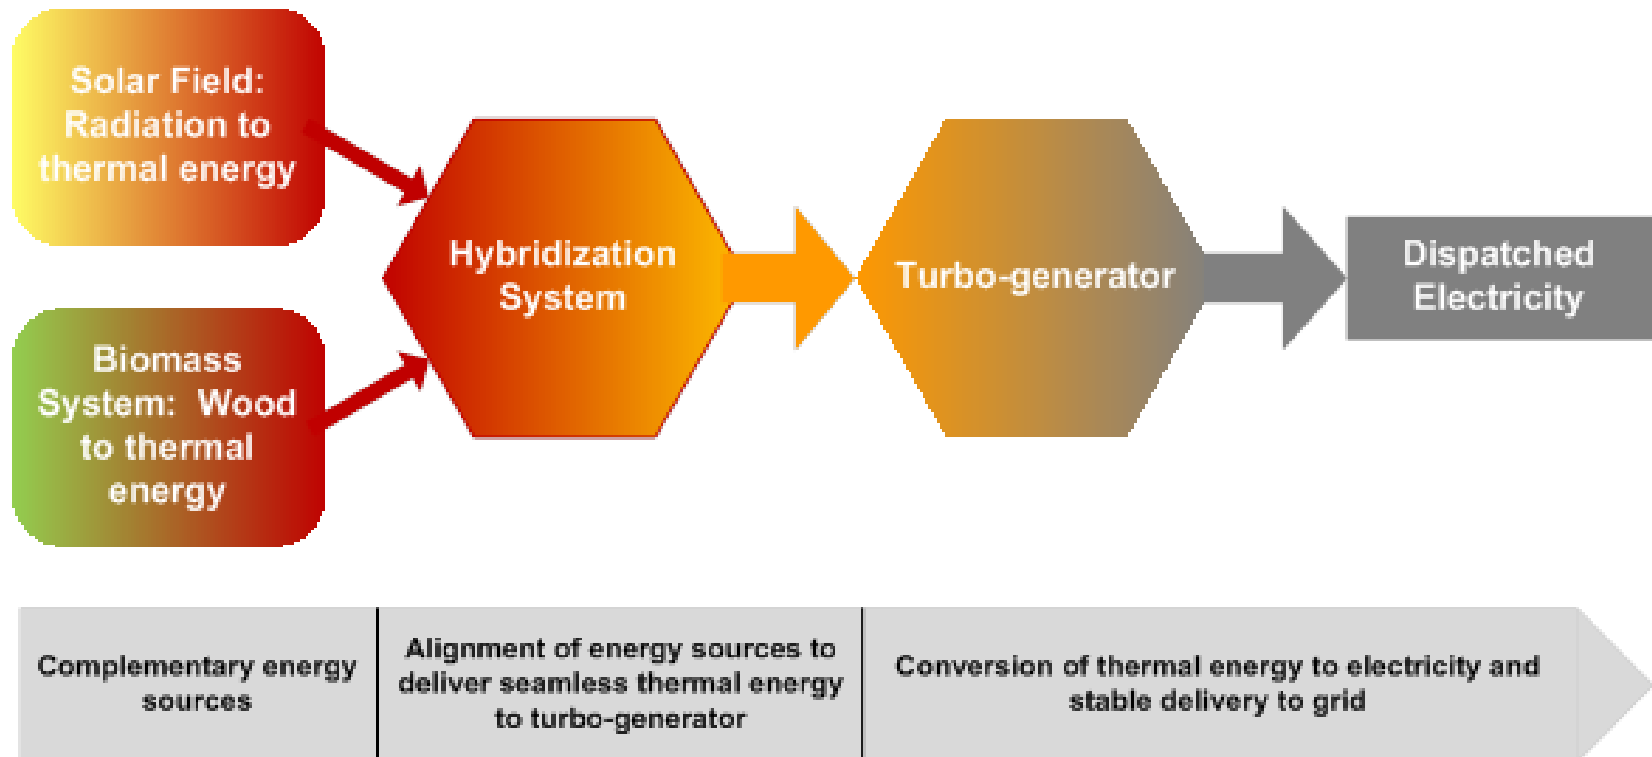 Solar Field:
Radiation to
thermal energy
Biomass
System: Wood
to thermal
energy
Hybridization
System
Turbo-generator
Dispatched
Electricity
Complementary energy
sources
Alignment of energy sources to
deliver seamless thermal energy
to turbo-generator
Conversion of thermal energy to electricity and
stable delivery to grid